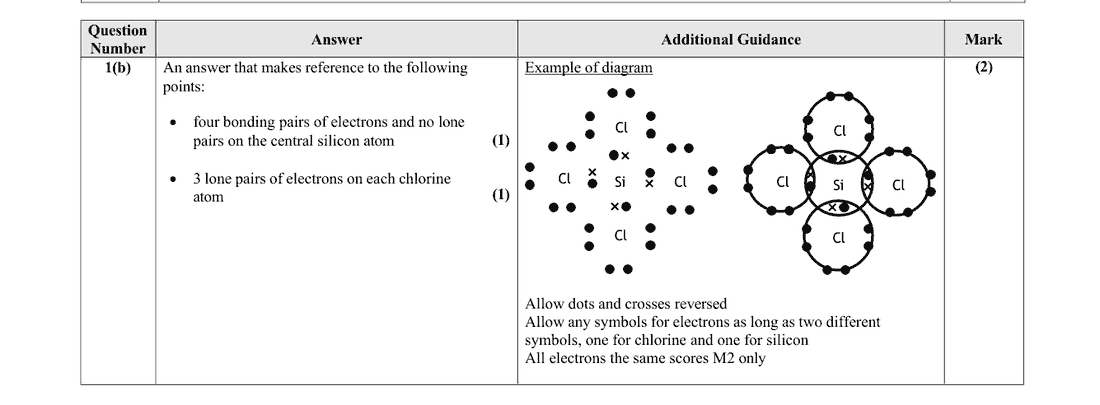 Question
Number
Answer
Additional Guidance
Mark
1(b)
An answer that makes reference to the following
points:
• four bonding pairs of electrons and no lone
pairs on the central silicon atom
(1)
• 3 lone pairs of electrons on each chlorine
atom
(1)
Example of diagram
Cl
Cl Si Cl
Cl
Cl
Cl Si Cl
Cl
Allow dots and crosses reversed
Allow any symbols for electrons as long as two different
symbols, one for chlorine and one for silicon
All electrons the same scores M2 only
(2)